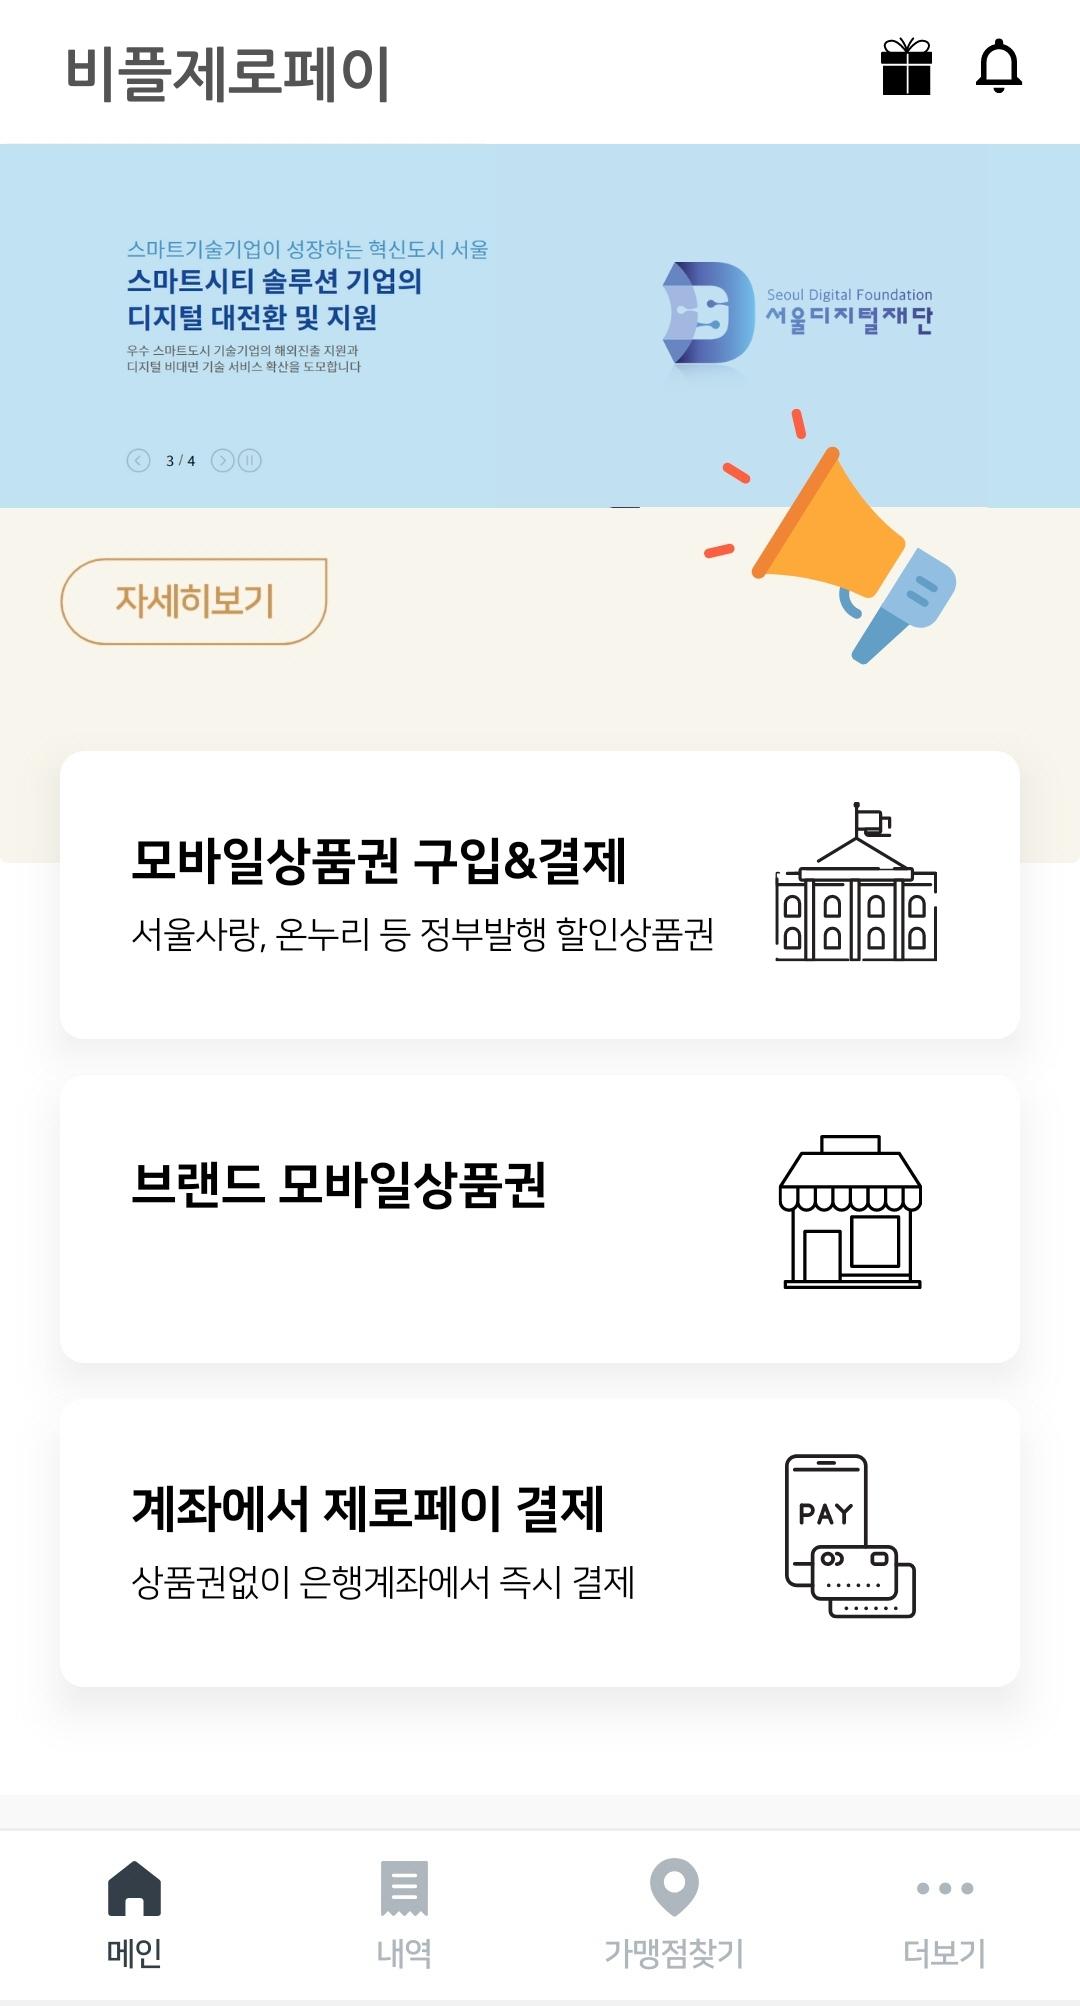 비플제로페이
스마트기술기업이 성장하는 혁신도시 서울
스마트시티 솔루션 기업의
디지털 대전환 및 지원
우수 스마트도시 기술기업의 해외진출 지원과
디지털 비대면 기술 서비스 확산을 도모합니다
3 / 4
Seoul Digital Foundation
서울디지털재단
자세히보기
모바일상품권 구입&결제
서울사랑, 온누리 등 정부발행 할인상품권
브랜드 모바일상품권
계좌에서 제로페이 결제
상품권없이 은행계좌에서 즉시 결제
PAY
메인
내역
가맹점찾기
더보기